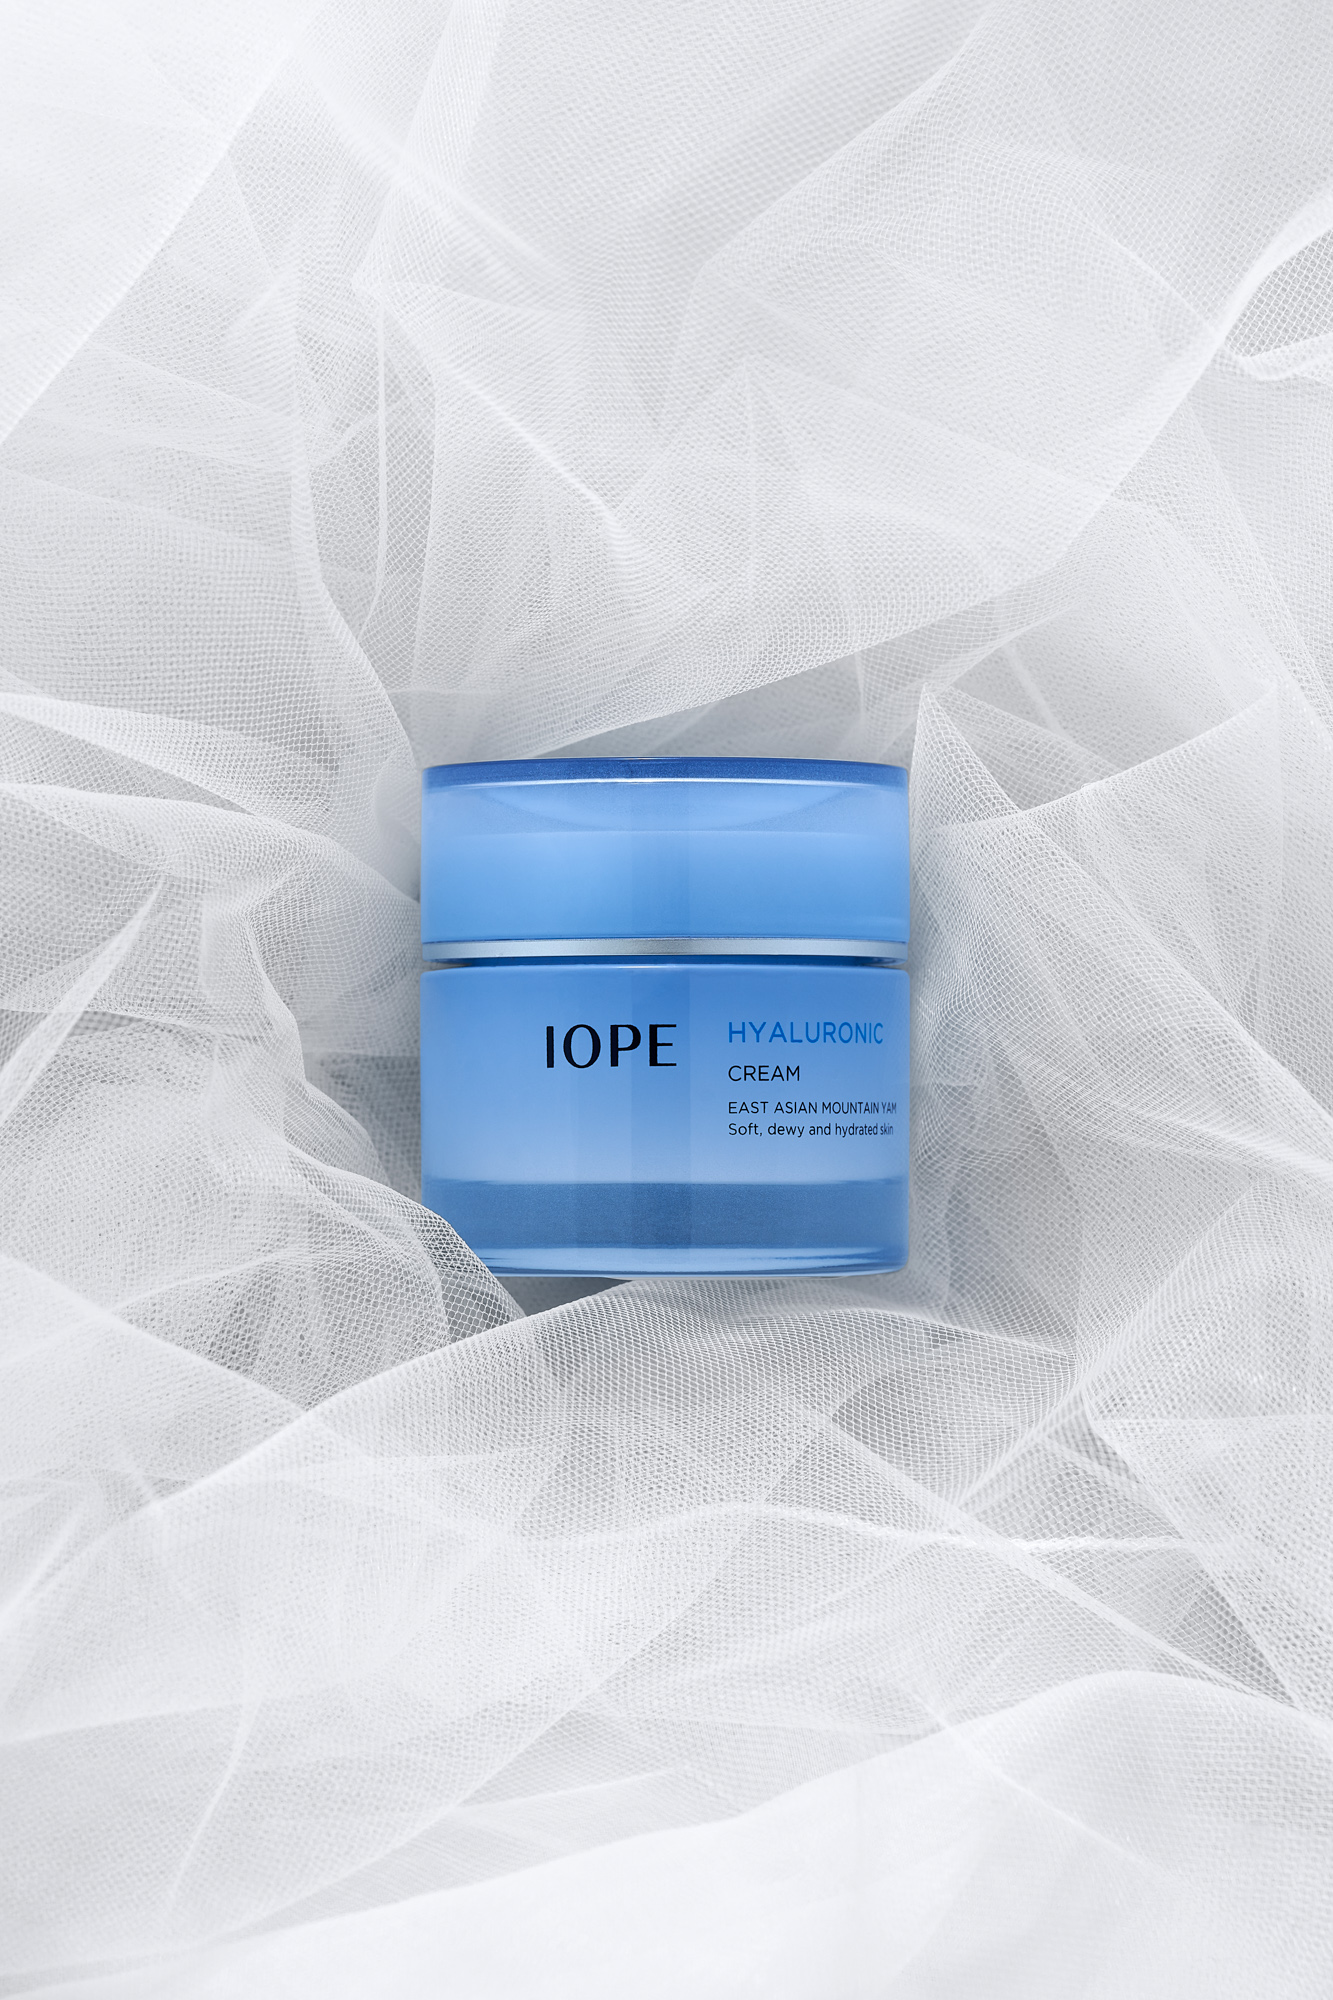 IOPE
HYALURONIC
CREAM
EAST ASIAN MOUNTAIN YAM
Soft, dewy and hydrated skin